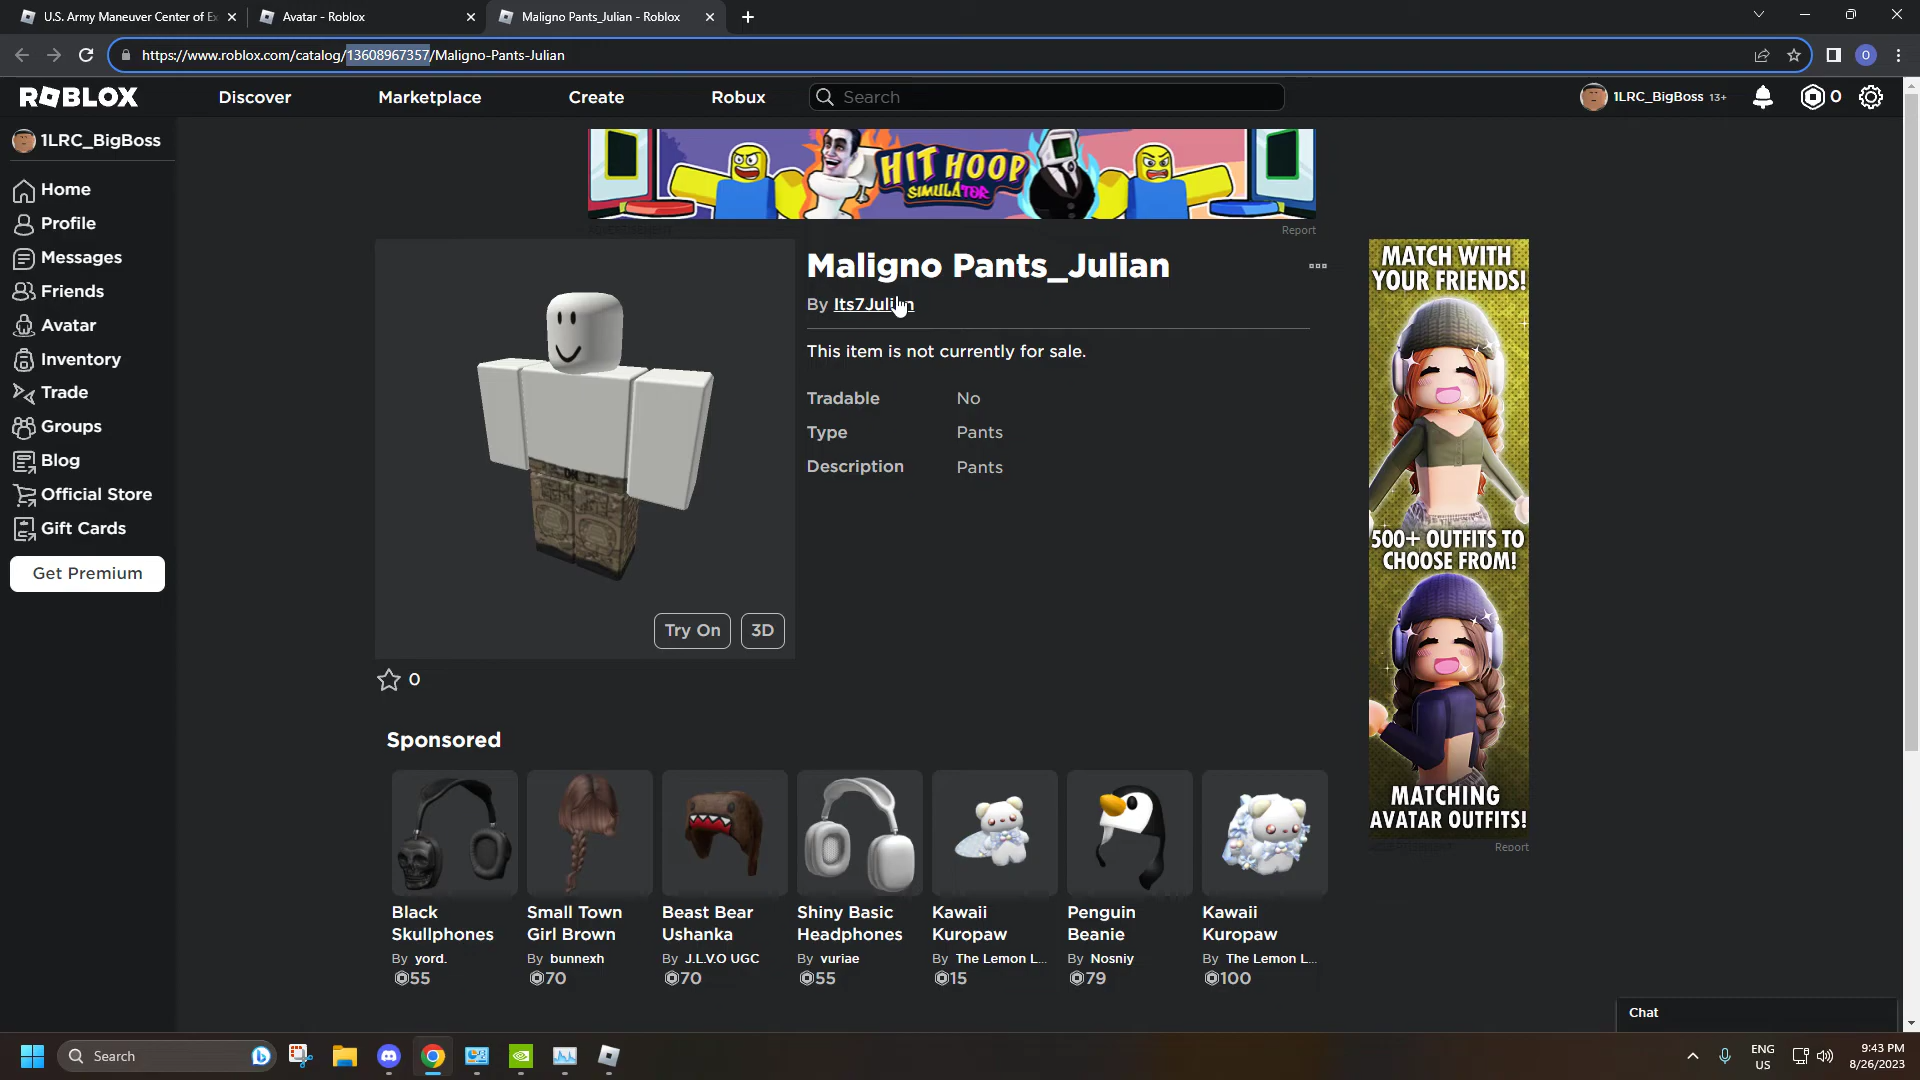 U.S. Army Maneuver Center of Ex
Avatar - Roblox
Maligno Pants_Julian - Roblox
https://www.roblox.com/catalog/13608967357/Maligno-Pants-Julian
O
ROBLOX
Discover
Marketplace
Create
Robux
Search
1LRC_BigBoss 13+
0
1LRC_BigBoss
Home
Profile
Messages
Friends
Avatar
Inventory
Trade
Groups
Blog
Official Store
Gift Cards
Get Premium
HIT HOOP
SIMULATOR
ADVERTISEMENT
Report
Maligno Pants_Julian
By Its7Julian
This item is not currently for sale.
Tradable No
Type Pants
Description Pants
Try On
3D
0
MATCH WITH
YOUR FRIENDS!
500+ OUTFITS TO
CHOOSE FROM!
MATCHING
AVATAR OUTFITS!
ADVERTISEMENT
Report
Sponsored
Black
Skullphones
By yord.
55
Small Town
Girl Brown
By bunnexh
70
Beast Bear
Ushanka
By J.L.V.O UGC
70
Shiny Basic
Headphones
By vuriae
55
Kawaii
Kuropaw
By The Lemon L...
15
Penguin
Beanie
By Nosniy
79
Kawaii
Kuropaw
By The Lemon L...
100
Chat
Search
ENG
US
9:43 PM
8/26/2023